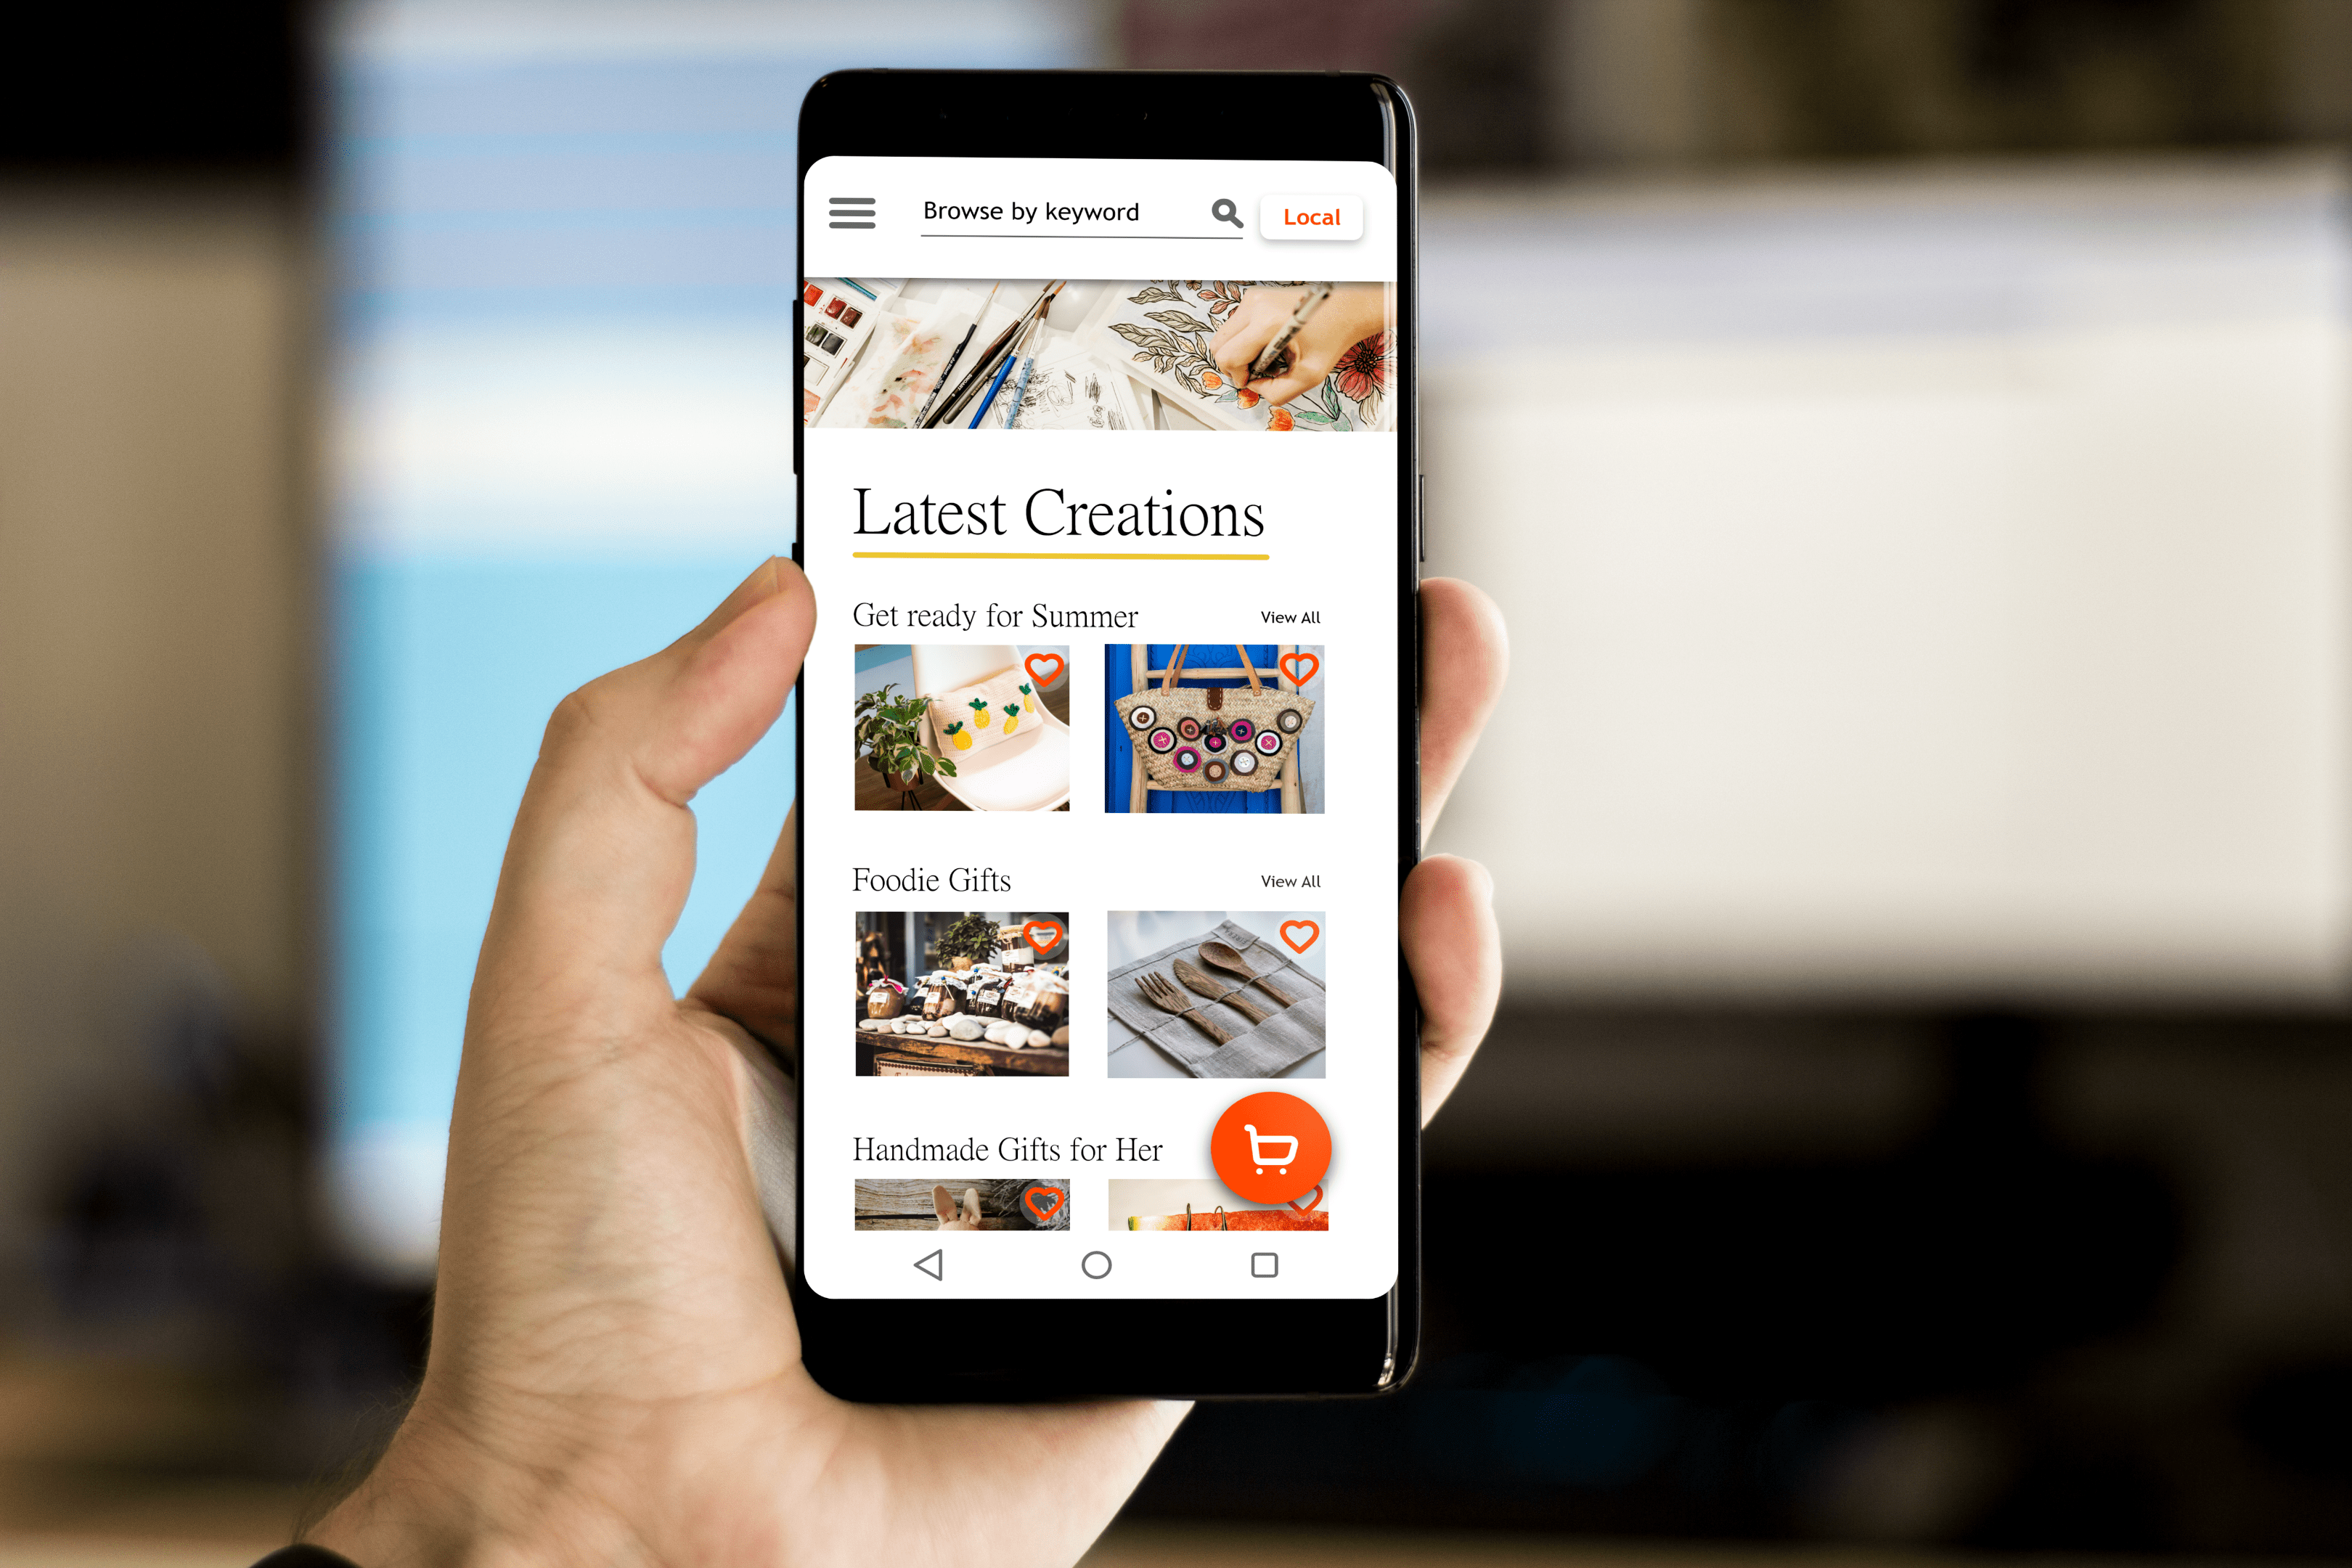 Browse by keyword
Local
Latest Creations
Get ready for Summer
View All
Foodie Gifts
View All
Handmade Gifts for Her